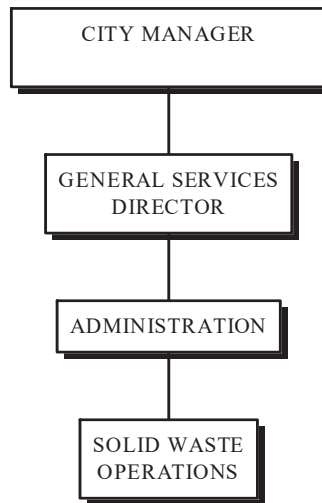 CITY MANAGER
GENERAL SERVICES
DIRECTOR
ADMINISTRATION
SOLID WASTE
OPERATIONS